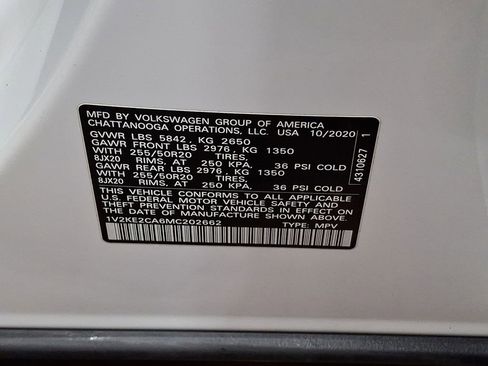 MFD BY VOLKSWAGEN GROUP OF AMERICA
CHATTANOOGA OPERATIONS, LLC. USA 10/2020
GVWR LBS 5842 , KG 2650
GAWR FRONT LBS 2976 , KG 1350
WITH 255/50R20 TIRES,
8JX20 RIMS, AT 250 KPA, 36 PSI COLD
GAWR REAR LBS 2976 , KG 1350
WITH 255/50R20 TIRES,
8JX20 RIMS, AT 250 KPA, 36 PSI COLD
THIS VEHICLE CONFORMS TO ALL APPLICABLE
U.S. FEDERAL MOTOR VEHICLE SAFETY AND
THEFT PREVENTION STANDARDS IN EFFECT ON
THE DATE OF MANUFACTURE SHOWN ABOVE.
1V2KE2CA6MC202662 TYPE: MPV
4310627 1